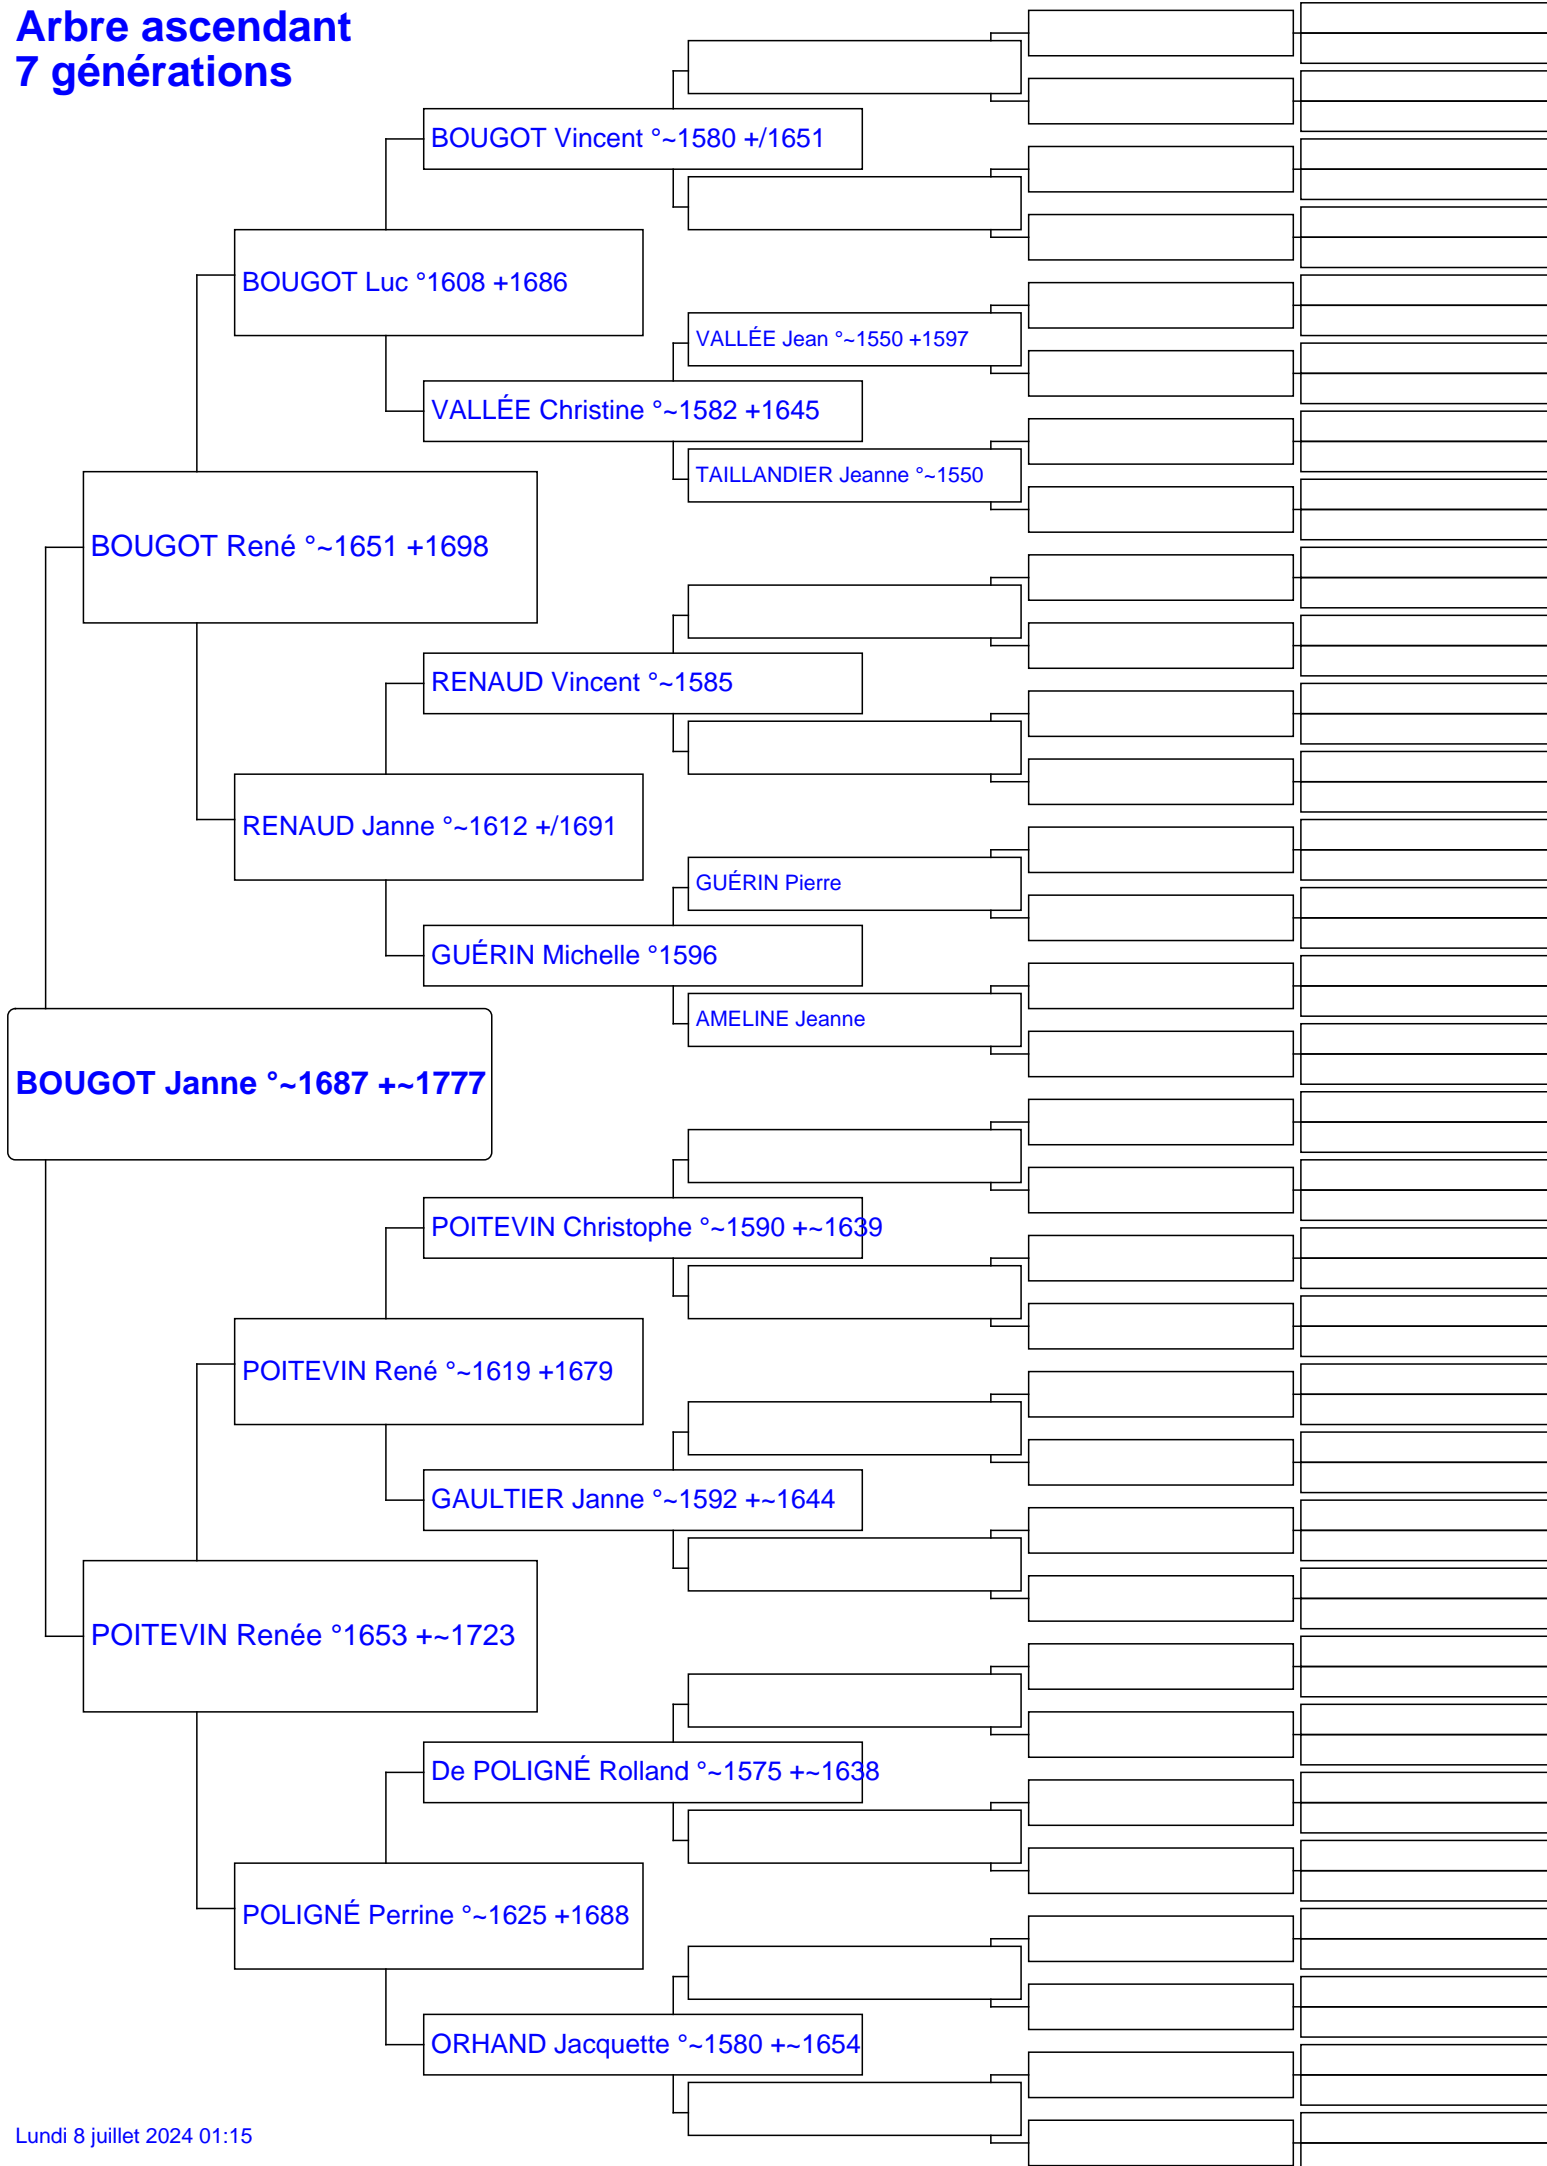 Arbre ascendant
7 générations
BOUGOT Vincent °~1580 +/1651
BOUGOT Luc °1608 +1686
VALLÉE Jean °~1550 +1597
VALLÉE Christine °~1582 +1645
TAILLANDIER Jeanne °~1550
BOUGOT René °~1651 +1698
RENAUD Vincent °~1585
RENAUD Janne °~1612 +/1691
GUÉRIN Pierre
GUÉRIN Michelle °1596
AMELINE Jeanne
BOUGOT Janne °~1687 +~1777
POITEVIN Christophe °~1590 +~1639
POITEVIN René °~1619 +1679
GAULTIER Janne °~1592 +~1644
POITEVIN Renée °1653 +~1723
De POLIGNÉ Rolland °~1575 +~1638
POLIGNÉ Perrine °~1625 +1688
ORHAND Jacquette °~1580 +~1654
Lundi 8 juillet 2024 01:15